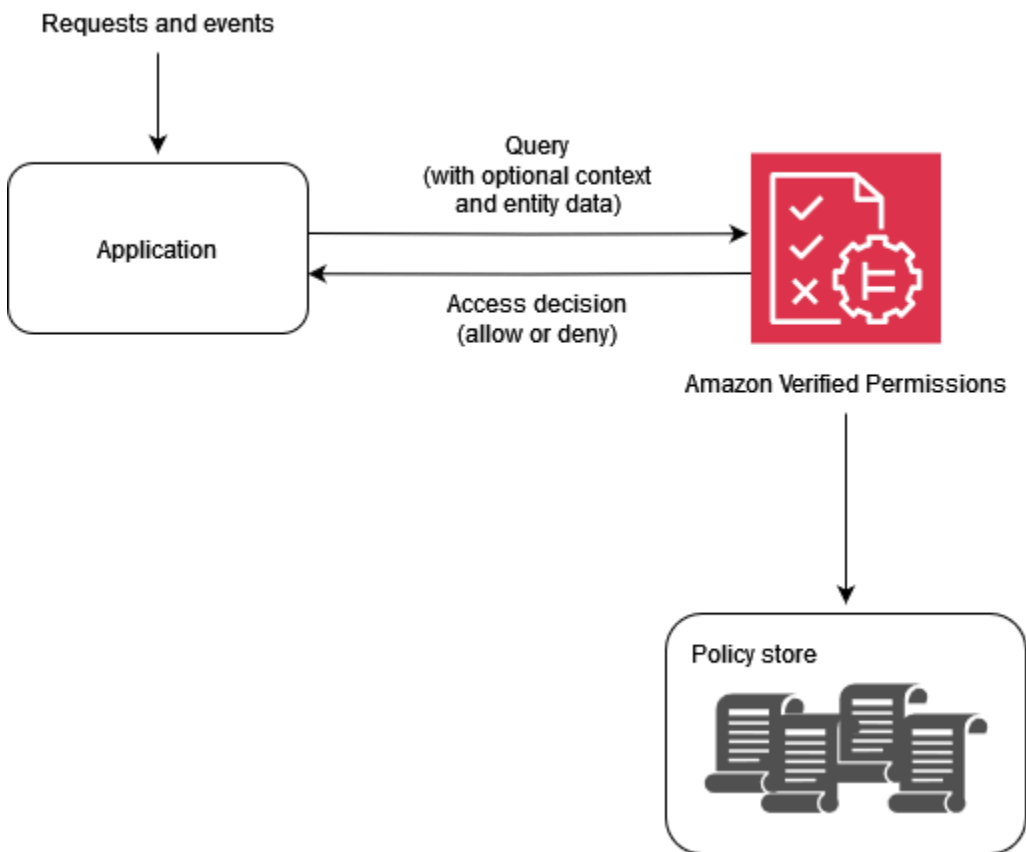 Requests and events
Query
(with optional context
and entity data)
Application
Access decision
(allow or deny)
Amazon Verified Permissions
Policy store